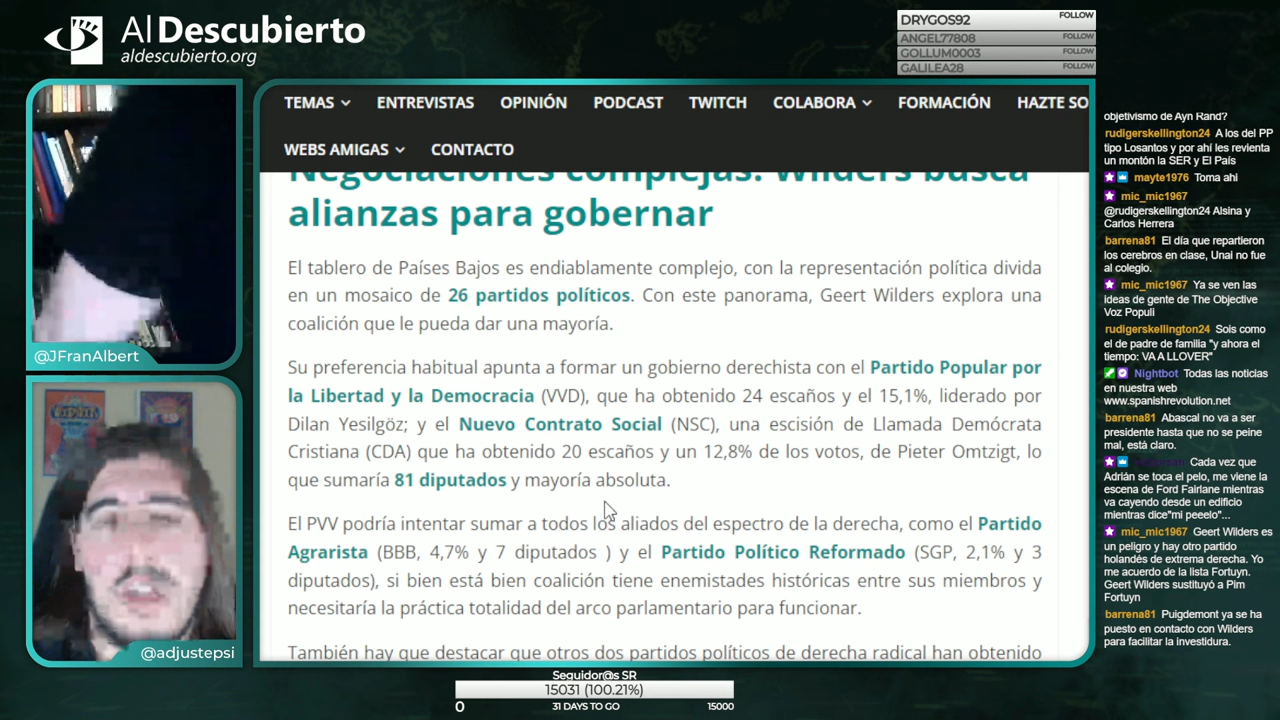 Al Descubierto
aldescubierto.org
DRYGOS92 FOLLOW
ANGEL77808 FOLLOW
GOLLUM0003 FOLLOW
GALILEA28 FOLLOW
TEMAS ENTREVISTAS OPINIÓN PODCAST TWITCH COLABORA FORMACIÓN HAZTE SO
WEBS AMIGAS CONTACTO
Negociaciones complejas: Wilders busca
alianzas para gobernar
El tablero de Países Bajos es endiabladamente complejo, con la representación política divida
en un mosaico de 26 partidos políticos. Con este panorama, Geert Wilders explora una
coalición que le pueda dar una mayoría.
Su preferencia habitual apunta a formar un gobierno derechista con el Partido Popular por
la Libertad y la Democracia (VVD), que ha obtenido 24 escaños y el 15,1%, liderado por
Dilan Yesilgöz; y el Nuevo Contrato Social (NSC), una escisión de Llamada Demócrata
Cristiana (CDA) que ha obtenido 20 escaños y un 12,8% de los votos, de Pieter Omtzigt, lo
que sumaría 81 diputados y mayoría absoluta.
El PVV podría intentar sumar a todos los aliados del espectro de la derecha, como el Partido
Agrarista (BBB, 4,7% y 7 diputados ) y el Partido Político Reformado (SGP, 2,1% y 3
diputados), si bien está bien coalición tiene enemistades históricas entre sus miembros y
necesitaría la práctica totalidad del arco parlamentario para funcionar.
También hay que destacar que otros dos partidos políticos de derecha radical han obtenido
@JFranAlbert
@adjustepsi
objetivismo de Ayn Rand?
rudigerskellington24 A los del PP
tipo Losantos y por ahí les revienta
un montón la SER y El País
mayte1976 Toma ahi
mic_mic1967
@rudigerskellington24 Alsina y
Carlos Herrera
barrena81 El día que repartieron
los cerebros en clase, Unai no fue
al colegio.
mic_mic1967 Ya se ven las
ideas de gente de The Objective
Voz Populi
rudigerskellington24 Sois como
el de padre de familia "y ahora el
tiempo: VA A LLOVER"
Nightbot Todas las noticias
en nuestra web
www.spanishrevolution.net
barrena81 Abascal no va a ser
presidente hasta que no se peine
mal, está claro.
Cada vez que
Adrián se toca el pelo, me viene la
escena de Ford Fairlane mientras
va cayendo desde un edificio
mientras dice"mi peeelo"...
mic_mic1967 Geert Wilders es
un peligro y hay otro partido
holandés de extrema derecha. Yo
me acuerdo de la lista Fortuyn.
Geert Wilders sustituyó a Pim
Fortuyn
barrena81 Puigdemont ya se ha
puesto en contacto con Wilders
para facilitar la investidura.
Seguidor@s SR
15031 (100.21%)
0 31 DAYS TO GO 15000